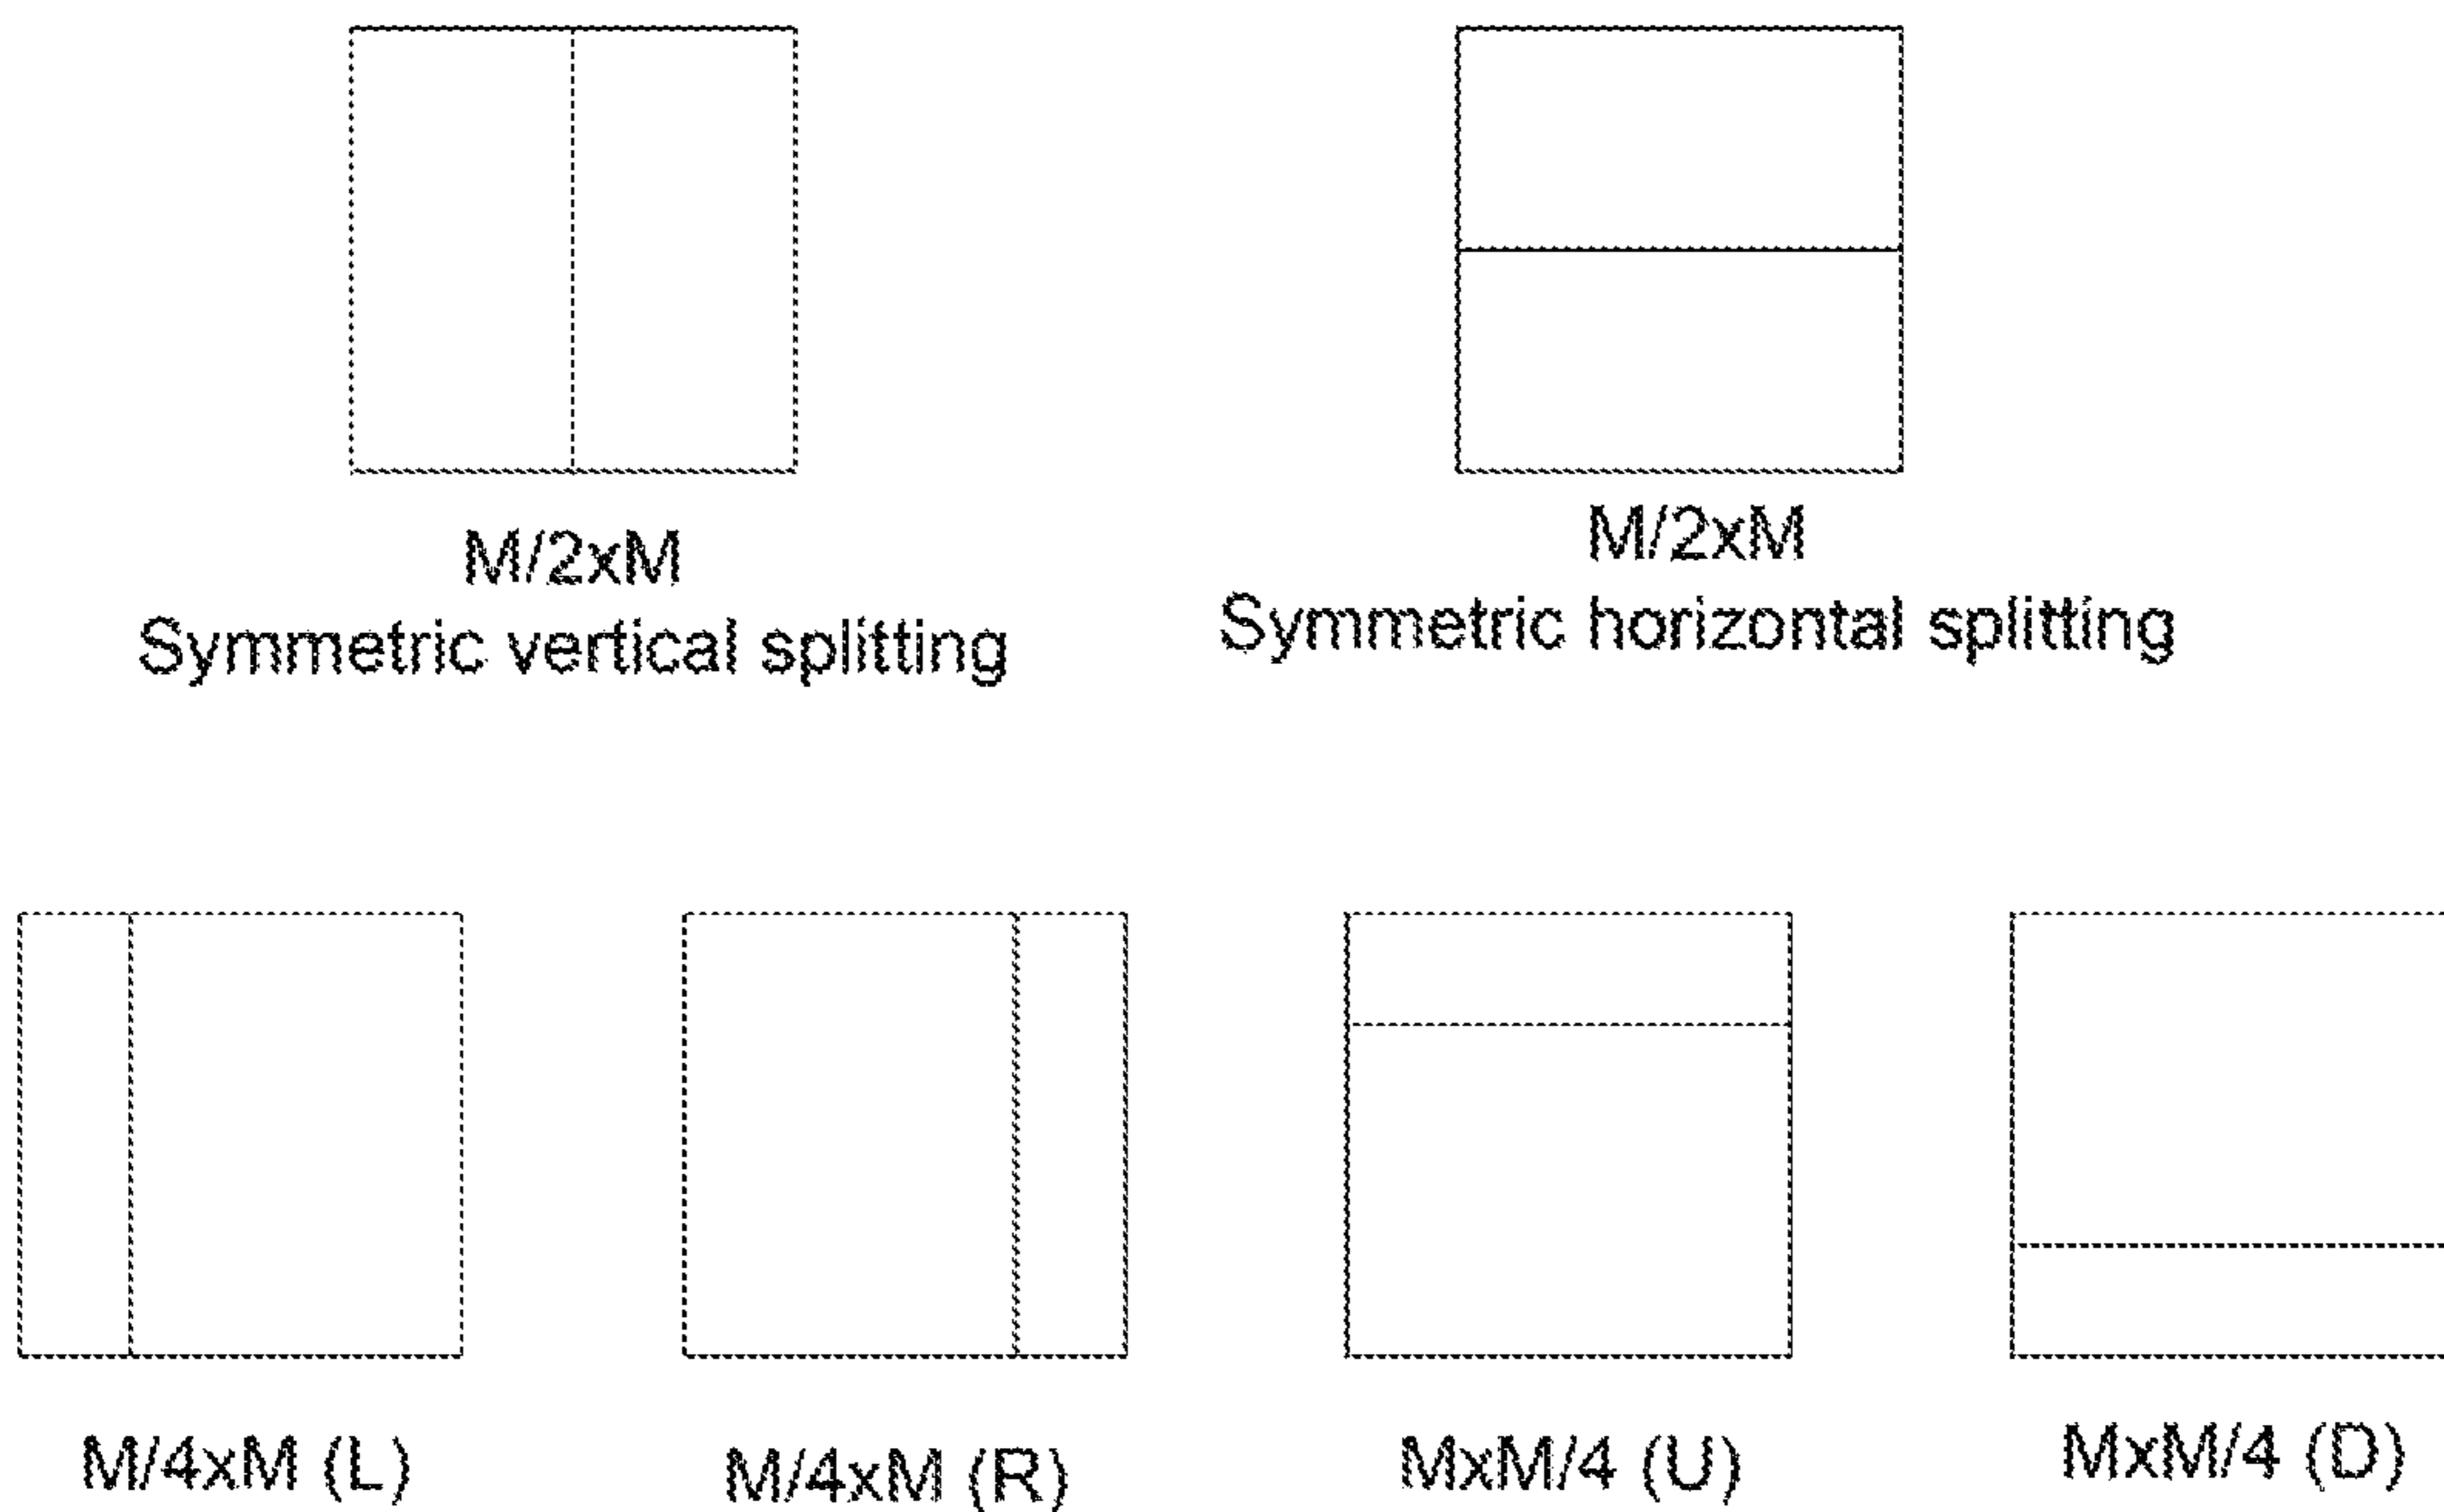 M/2xM
Symmetric vertical splitting
M/2xM
Symmetric horizontal splitting
M/4xM (L)
M/4xM (R)
MxM/4 (U)
MxM/4 (D)